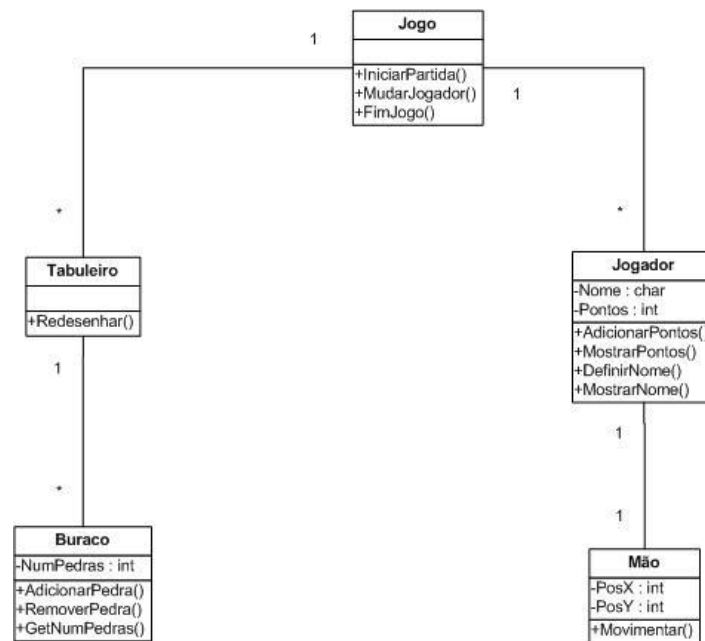 Jogo
+IniciarPartida()
+MudarJogador()
+FimJogo()
1
1
*
*
Tabuleiro
+Redesenhar()
1
Jogador
-Nome : char
-Pontos : int
+AdicionarPontos()
+MostrarPontos()
+DefinirNome()
+MostrarNome()
1
*
1
Buraco
-NumPedras : int
+AdicionarPedra()
+RemoverPedra()
+GetNumPedras()
Mão
-PosX : int
-PosY : int
+Movimentar()